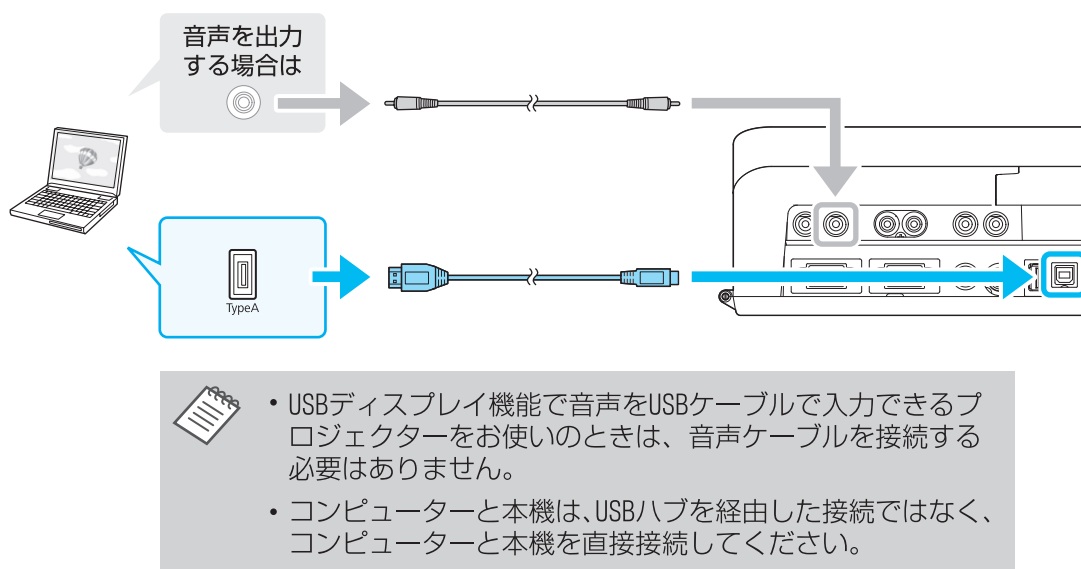 音声を出力
する場合は
TypeA
• USBディスプレイ機能で音声をUSBケーブルで入力できるプ
ロジェクターをお使いのときは、音声ケーブルを接続する
必要はありません。
• コンピューターと本機は、USBハブを経由した接続ではなく、
コンピューターと本機を直接接続してください。